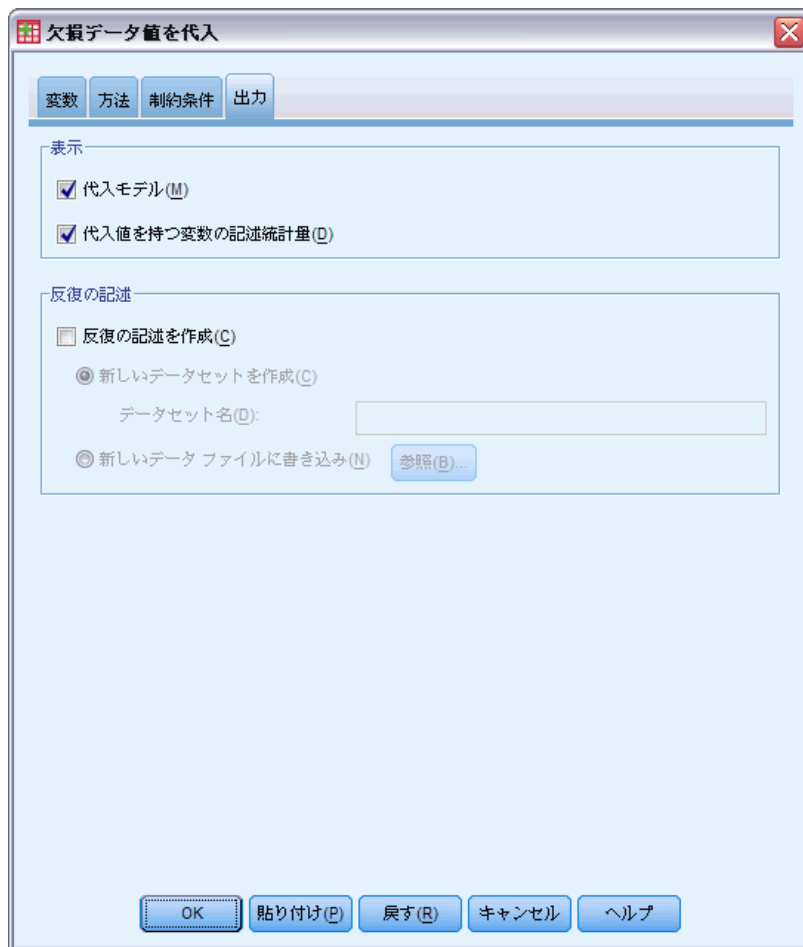 欠損データ値を代入
変数 方法 制約条件 出力
表示
代入モデル(M)
代入値を持つ変数の記述統計量(D)
反復の記述
反復の記述を作成(C)
新しいデータセットを作成(C)
データセット名(D):
新しいデータ ファイルに書き込み(N) 参照(B)...
OK 貼り付け(P) 戻す(R) キャンセル ヘルプ